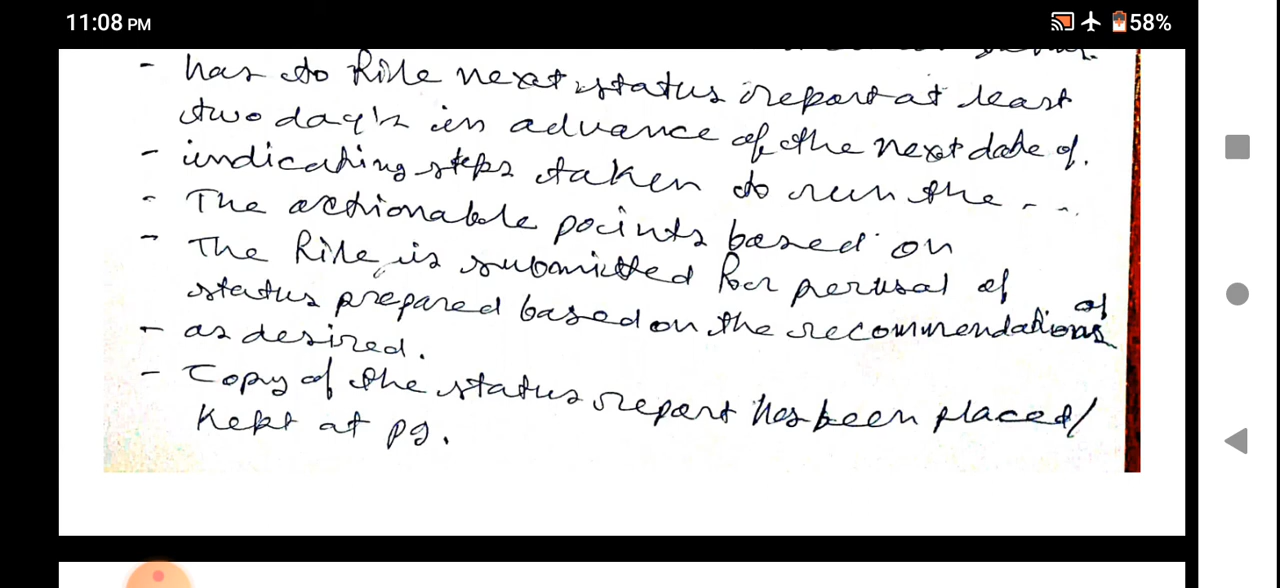 11:08 PM
58%
- has to file next status report at least
two day's in advance of the next date of.
- indicating steps taken to run the - ..
- The actionable points based on
- The file is submitted for perusal of
status prepared based on the recommendations of
- as desired.
- Copy of the status report has been placed/
Kept at pg.